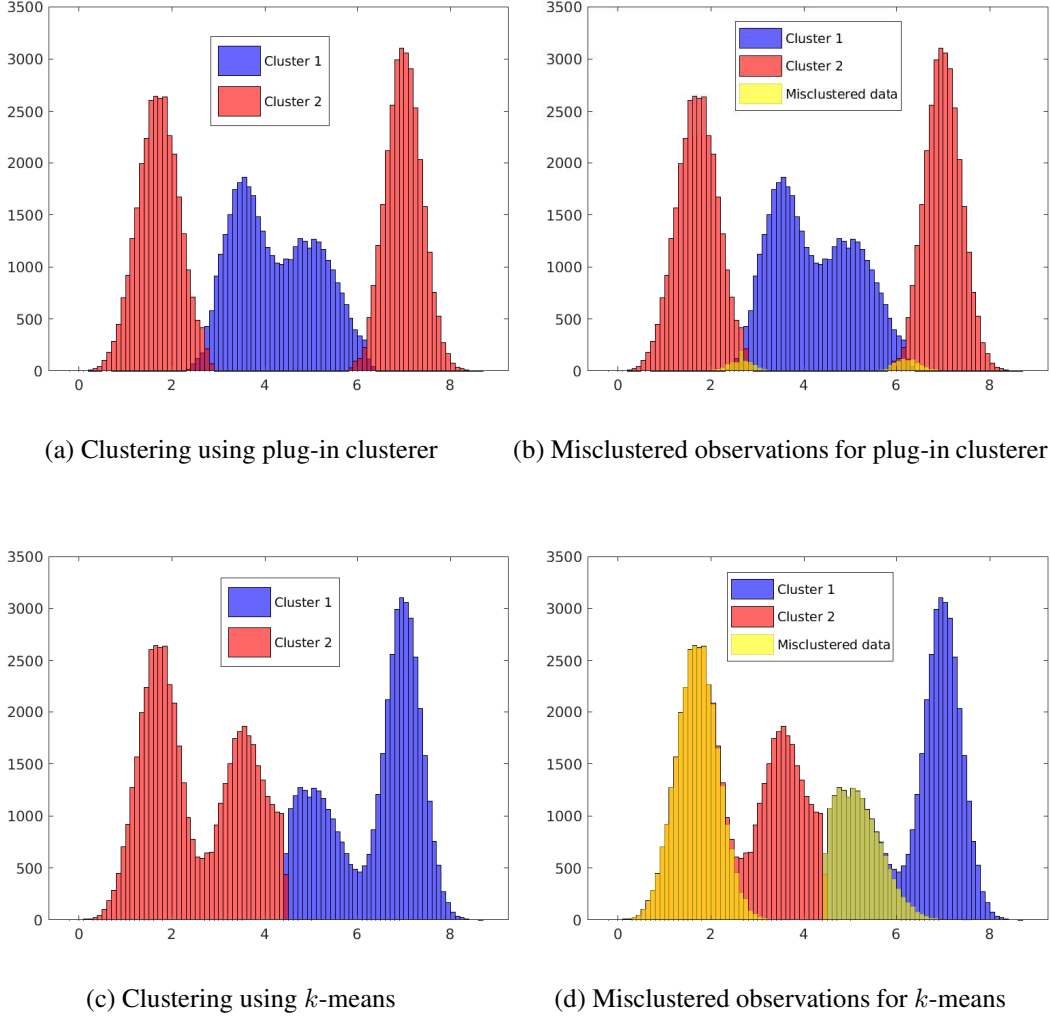 3500
3000
2500
2000
1500
1000
500
0
0 2 4 6 8
Cluster 1
Cluster 2
(a) Clustering using plug-in clusterer
3500
3000
2500
2000
1500
1000
500
0
0 2 4 6 8
Cluster 1
Cluster 2
Misclustered data
(b) Misclustered observations for plug-in clusterer
3500
3000
2500
2000
1500
1000
500
0
0 2 4 6 8
Cluster 1
Cluster 2
(c) Clustering using k-means
3500
3000
2500
2000
1500
1000
500
0
0 2 4 6 8
Cluster 1
Cluster 2
Misclustered data
(d) Misclustered observations for k-means